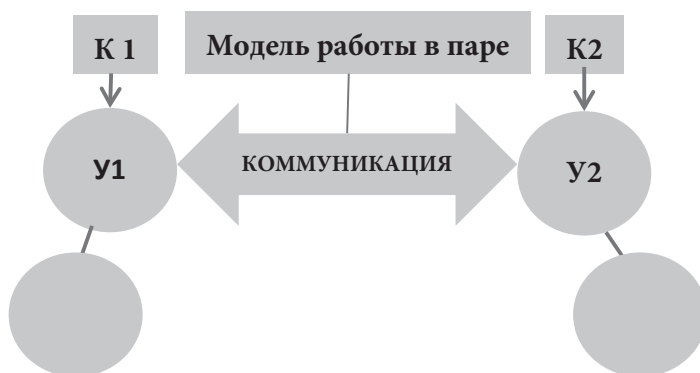 К 1
Модель работы в паре
К2
У1
КОММУНИКАЦИЯ
У2